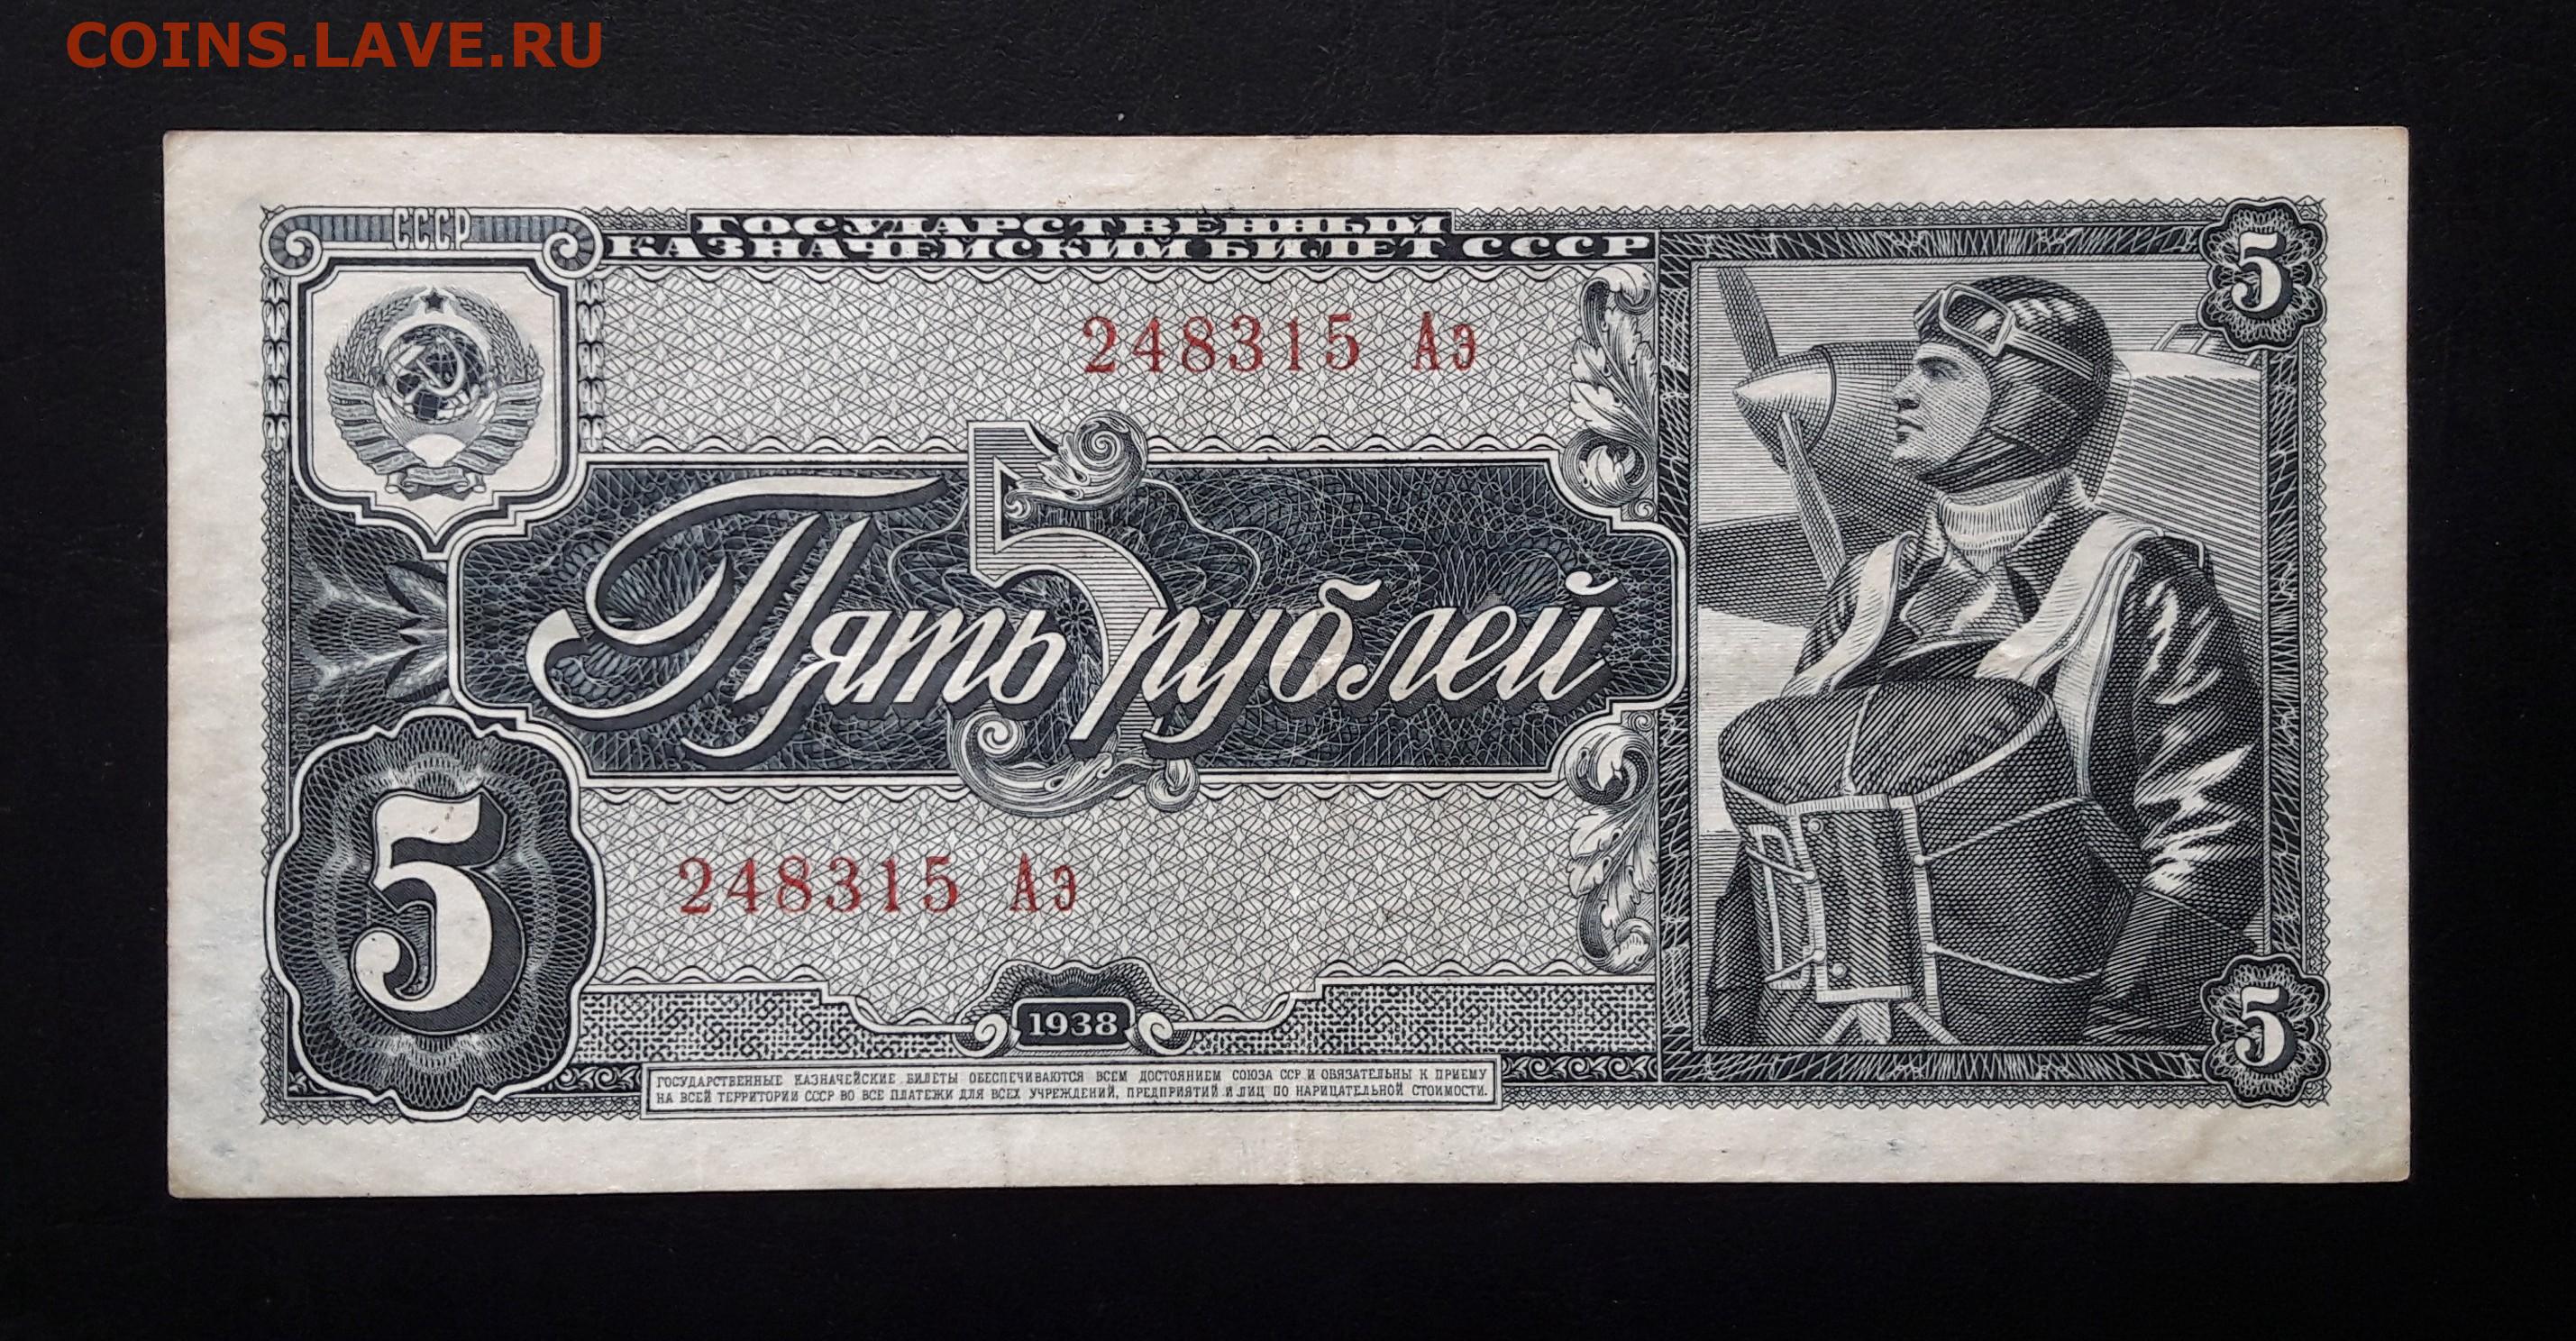 COINS.LAVE.RU
СССР
ГОСУДАРСТВЕННЫЙ
КАЗНАЧЕЙСКИЙ БИЛЕТ СССР
5
248315 Аэ
5
Пять рублей
5
248315 Аэ
1938
5
ГОСУДАРСТВЕННЫЕ КАЗНАЧЕЙСКИЕ БИЛЕТЫ ОБЕСПЕЧИВАЮТСЯ ВСЕМ ДОСТОЯНИЕМ СОЮЗА ССР И ОБЯЗАТЕЛЬНЫ К ПРИЕМУ
НА ВСЕЙ ТЕРРИТОРИИ СССР ВО ВСЕ ПЛАТЕЖИ ДЛЯ ВСЕХ УЧРЕЖДЕНИЙ, ПРЕДПРИЯТИЙ И ЛИЦ ПО НАРИЦАТЕЛЬНОЙ СТОИМОСТИ.